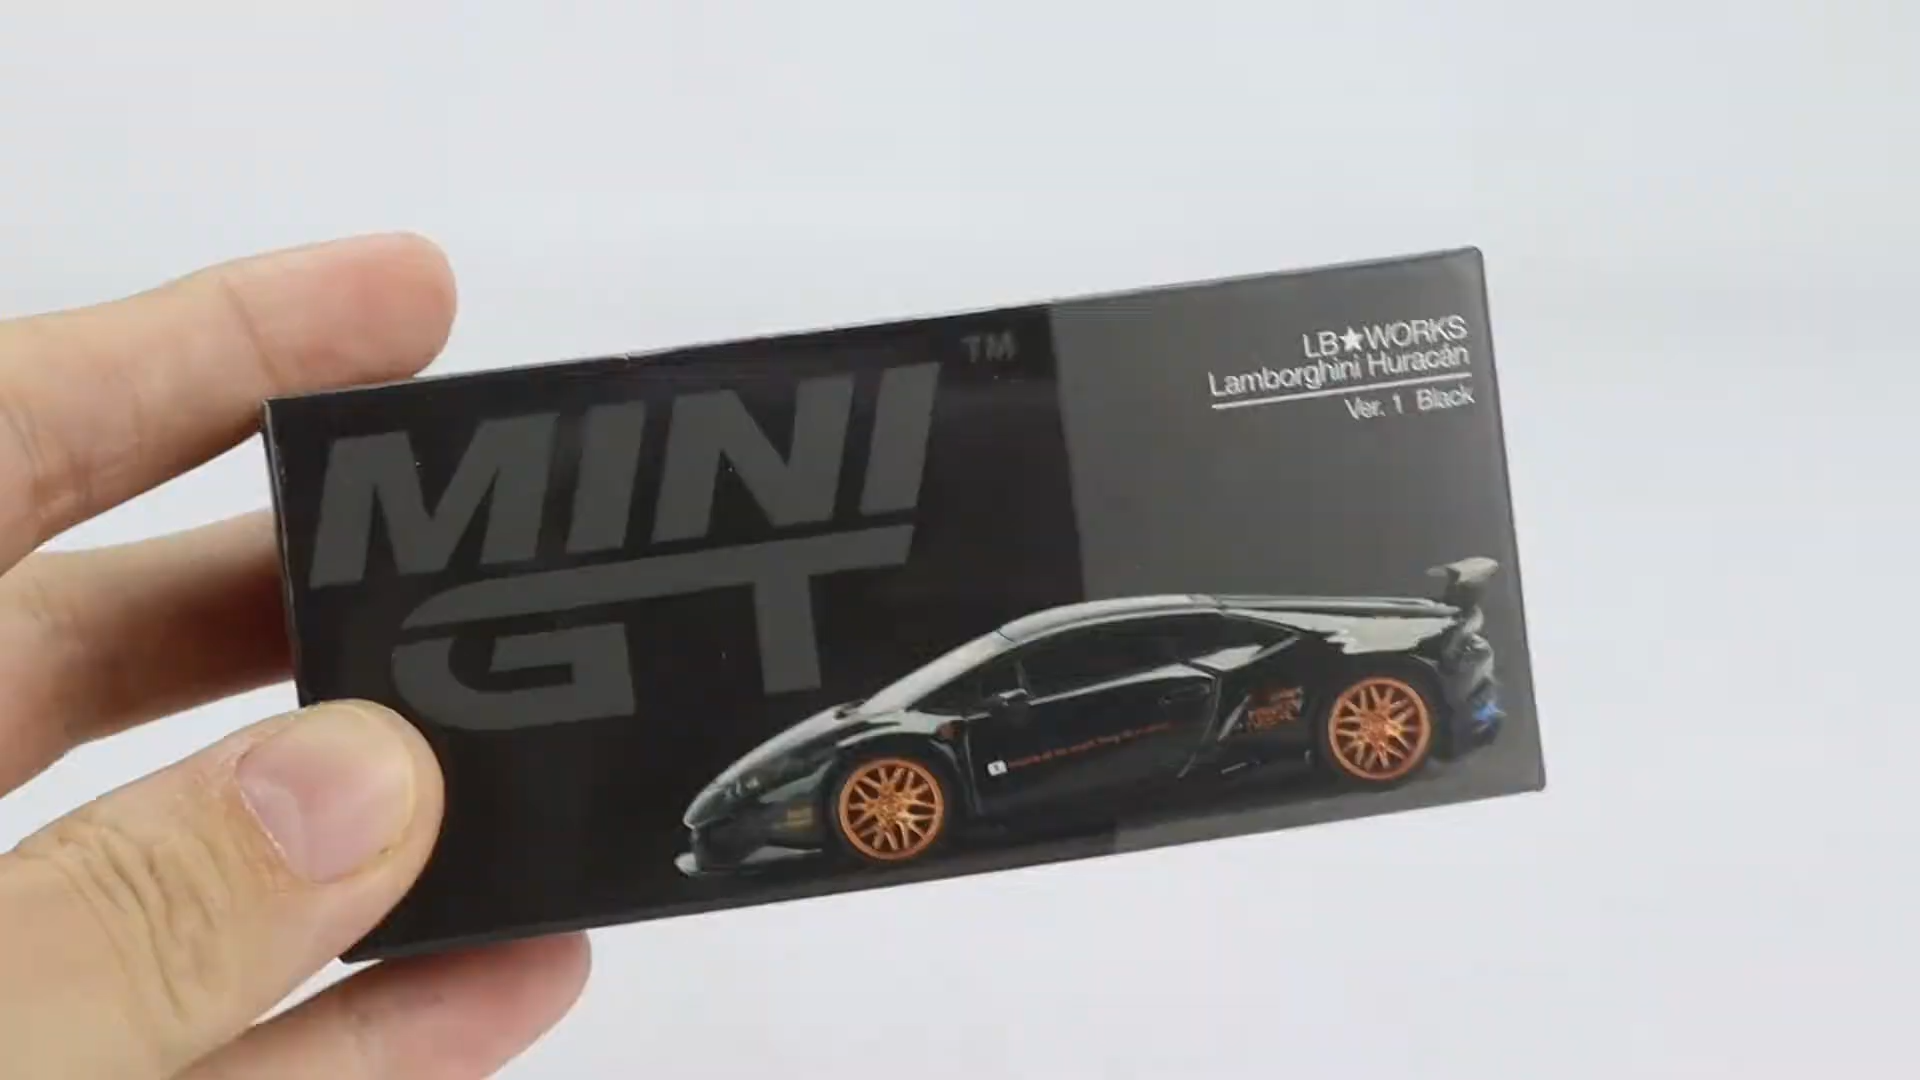 MINI
GT
TM
LB★WORKS
Lamborghini Huracán
Ver. 1 Black